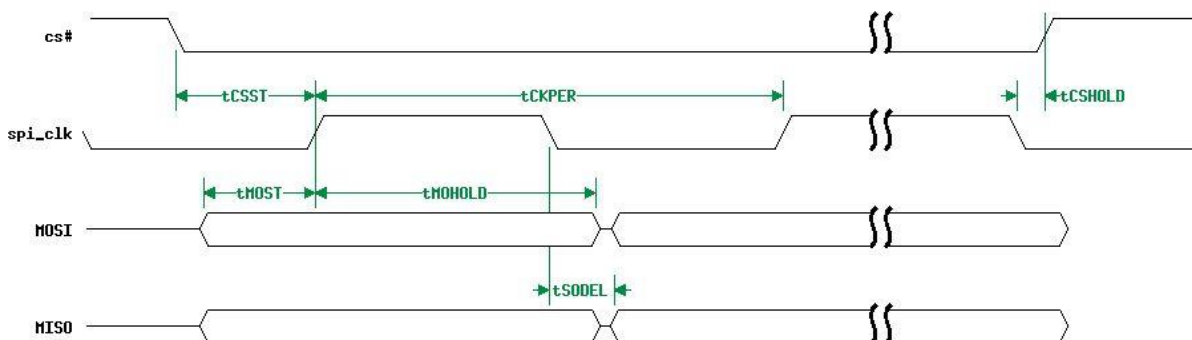 cs#
tCSST
tCKPER
tCSHOLD
spi_clk
tMOST
tMOHOLD
MOSI
tSODEL
MISO